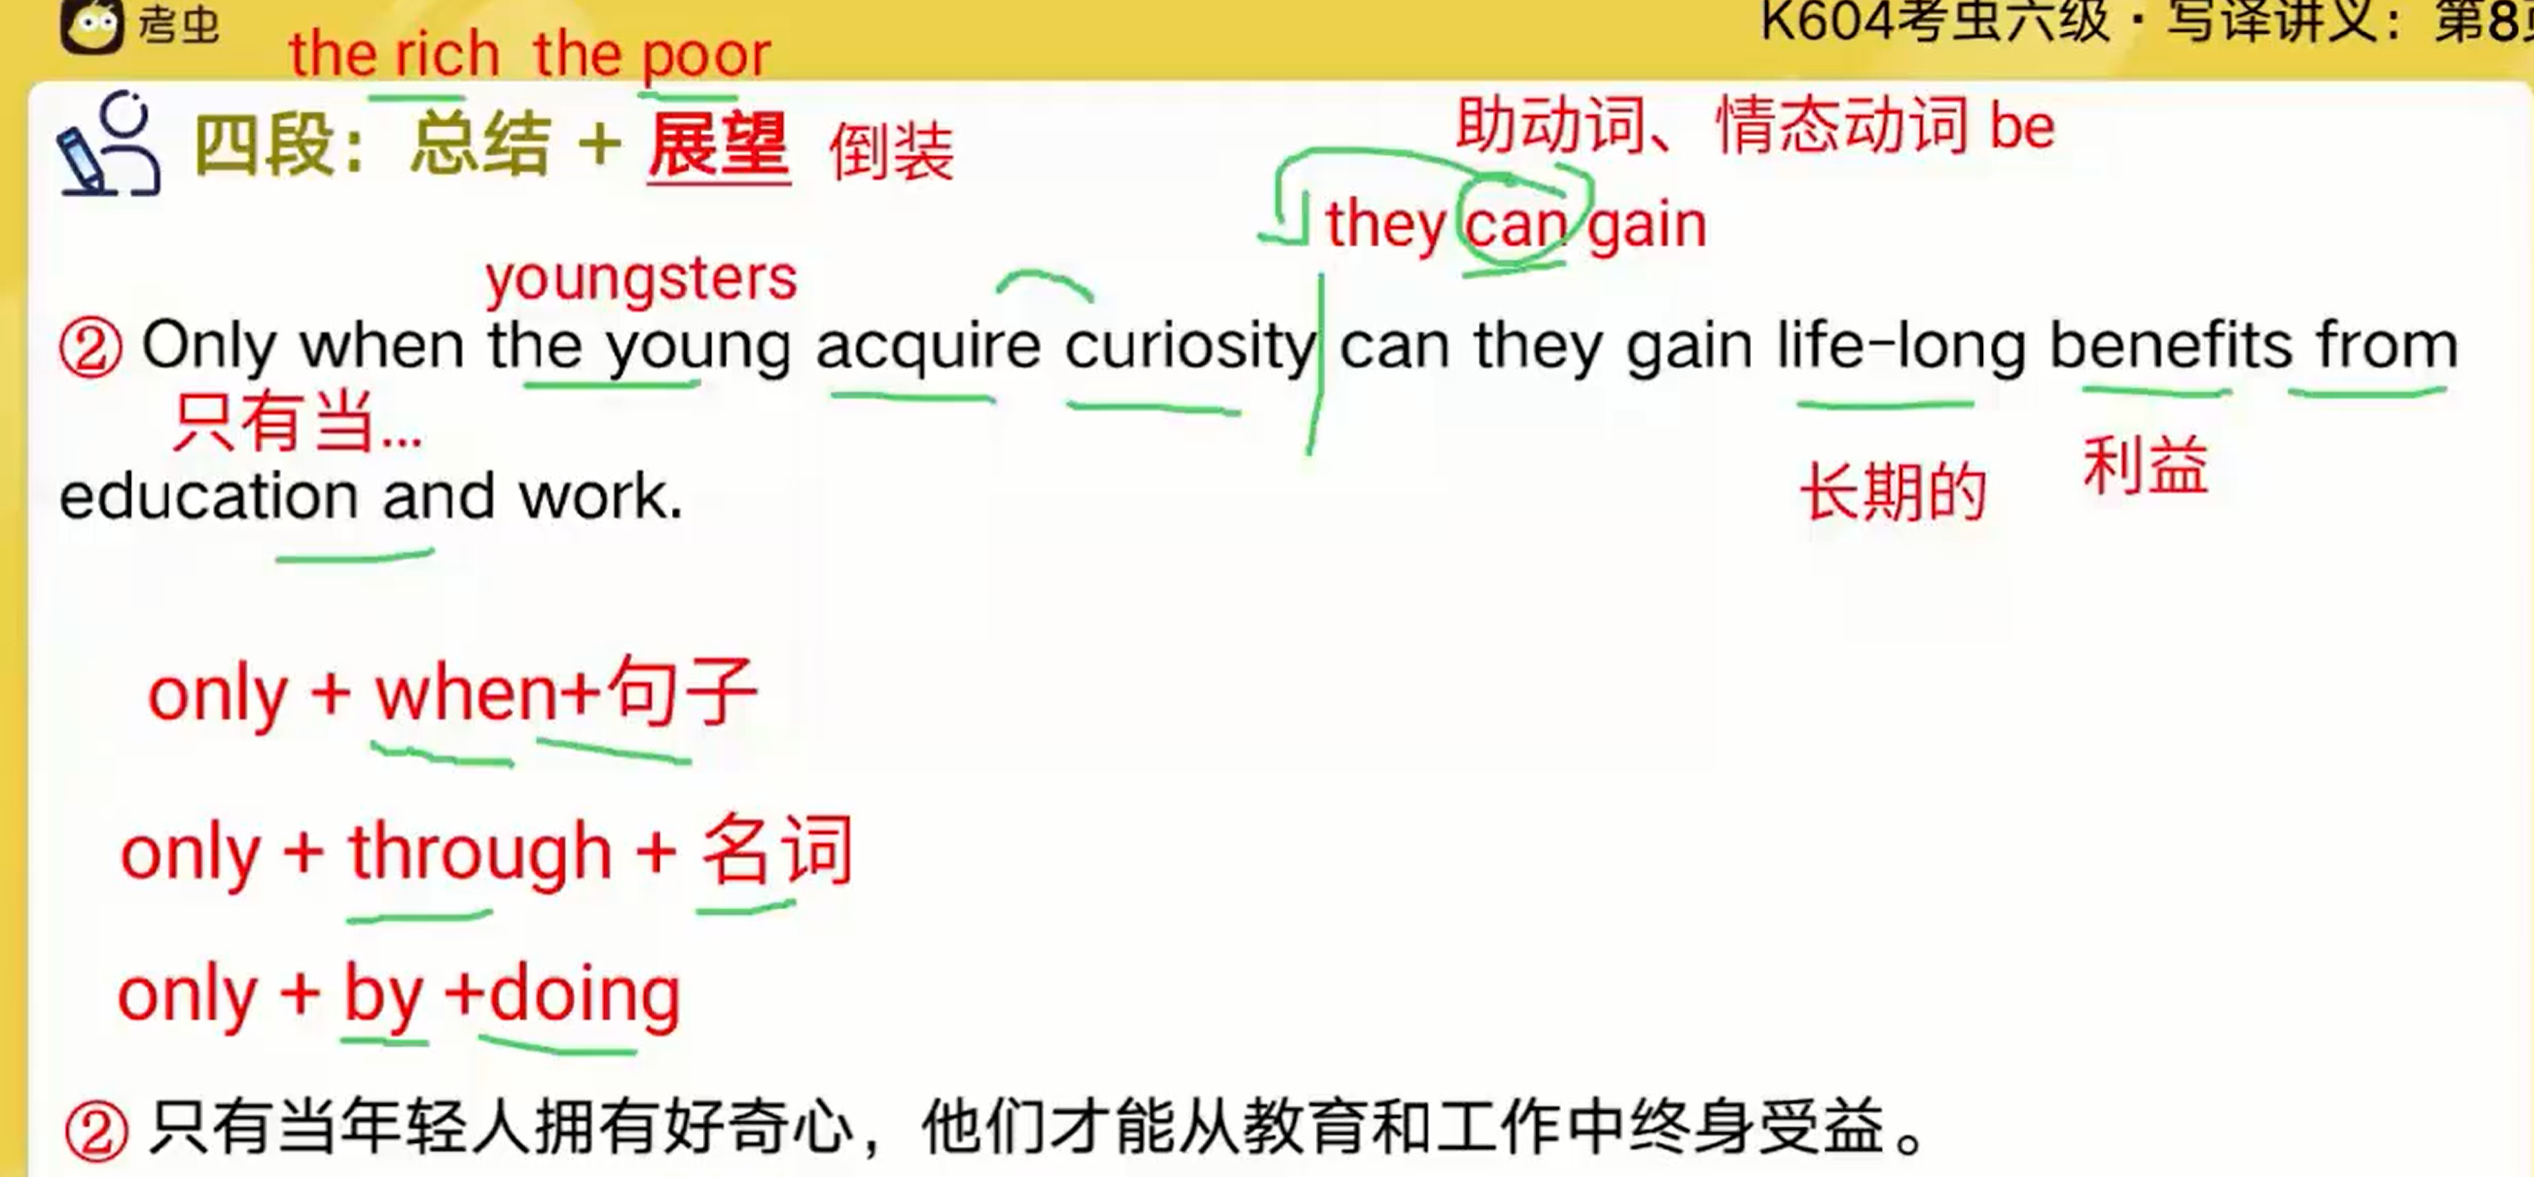 考虫
K604考虫六级·写译讲义：第8
the rich the poor
四段：总结 + 展望 倒装
助动词、情态动词 be
they can gain
youngsters
② Only when the young acquire curiosity can they gain life-long benefits from
只有当...
长期的 利益
education and work.
only + when+句子
only + through + 名词
only + by +doing
② 只有当年轻人拥有好奇心，他们才能从教育和工作中终身受益。